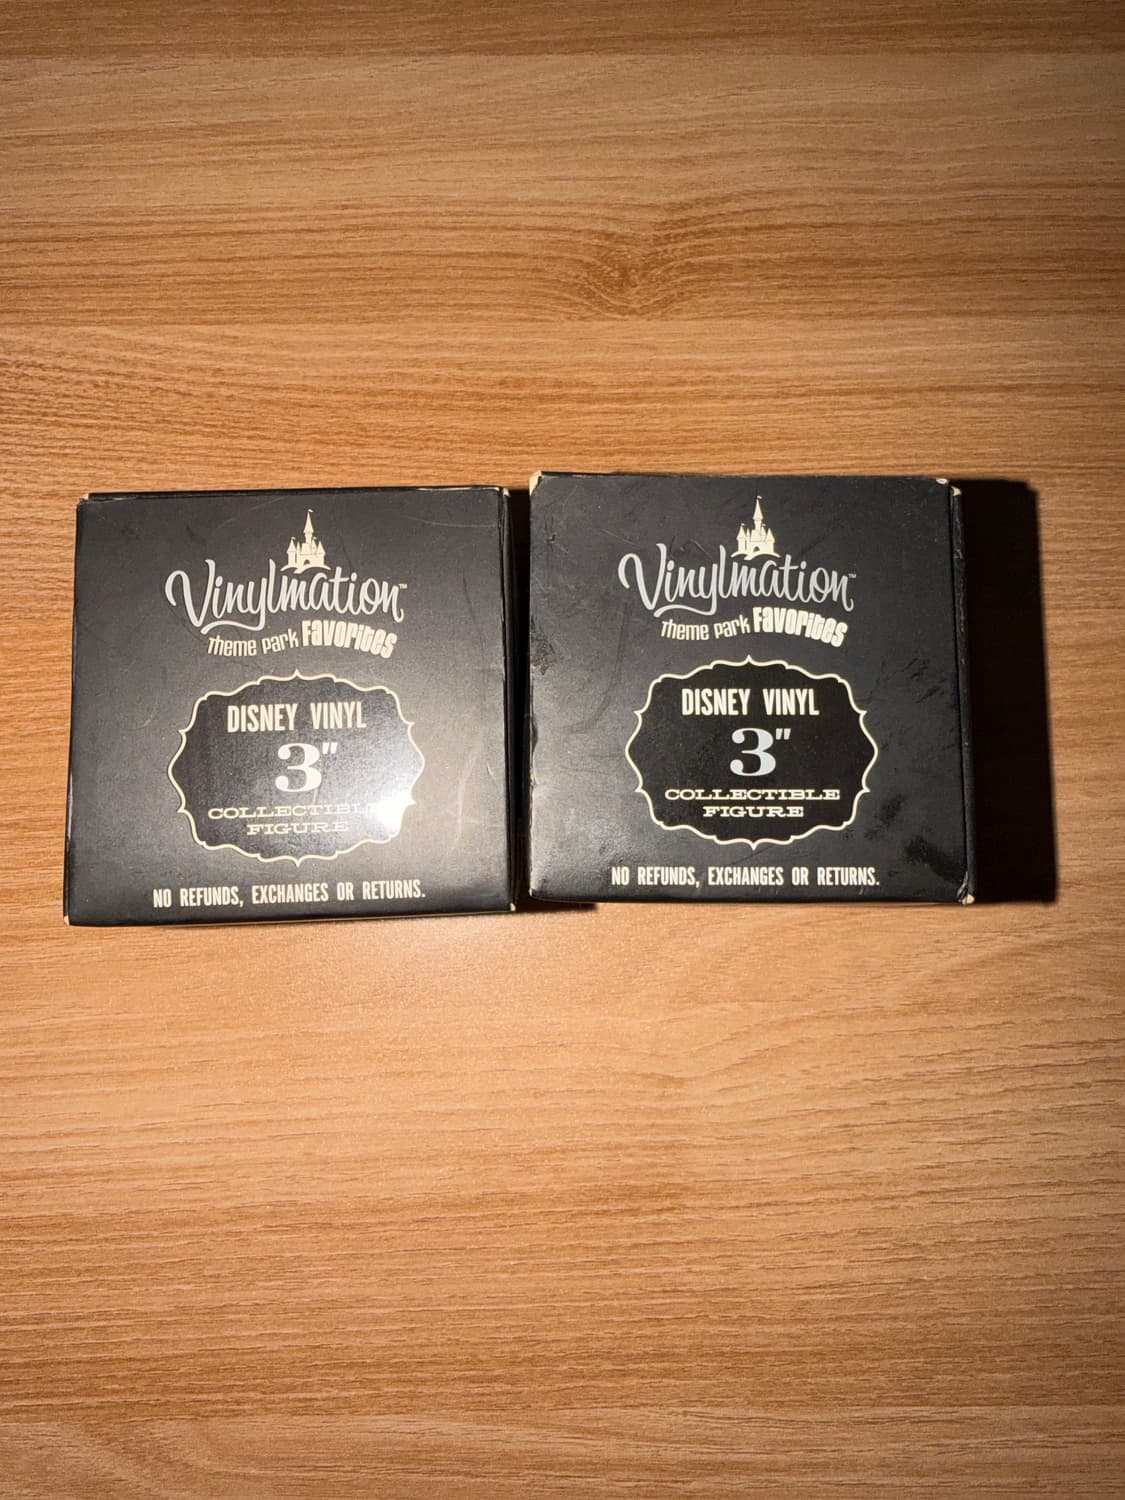 Vinylmation™
Theme Park Favorites
DISNEY VINYL
3"
COLLECTIBLE
FIGURE
NO REFUNDS, EXCHANGES OR RETURNS.
Vinylmation™
Theme Park Favorites
DISNEY VINYL
3"
COLLECTIBLE
FIGURE
NO REFUNDS, EXCHANGES OR RETURNS.